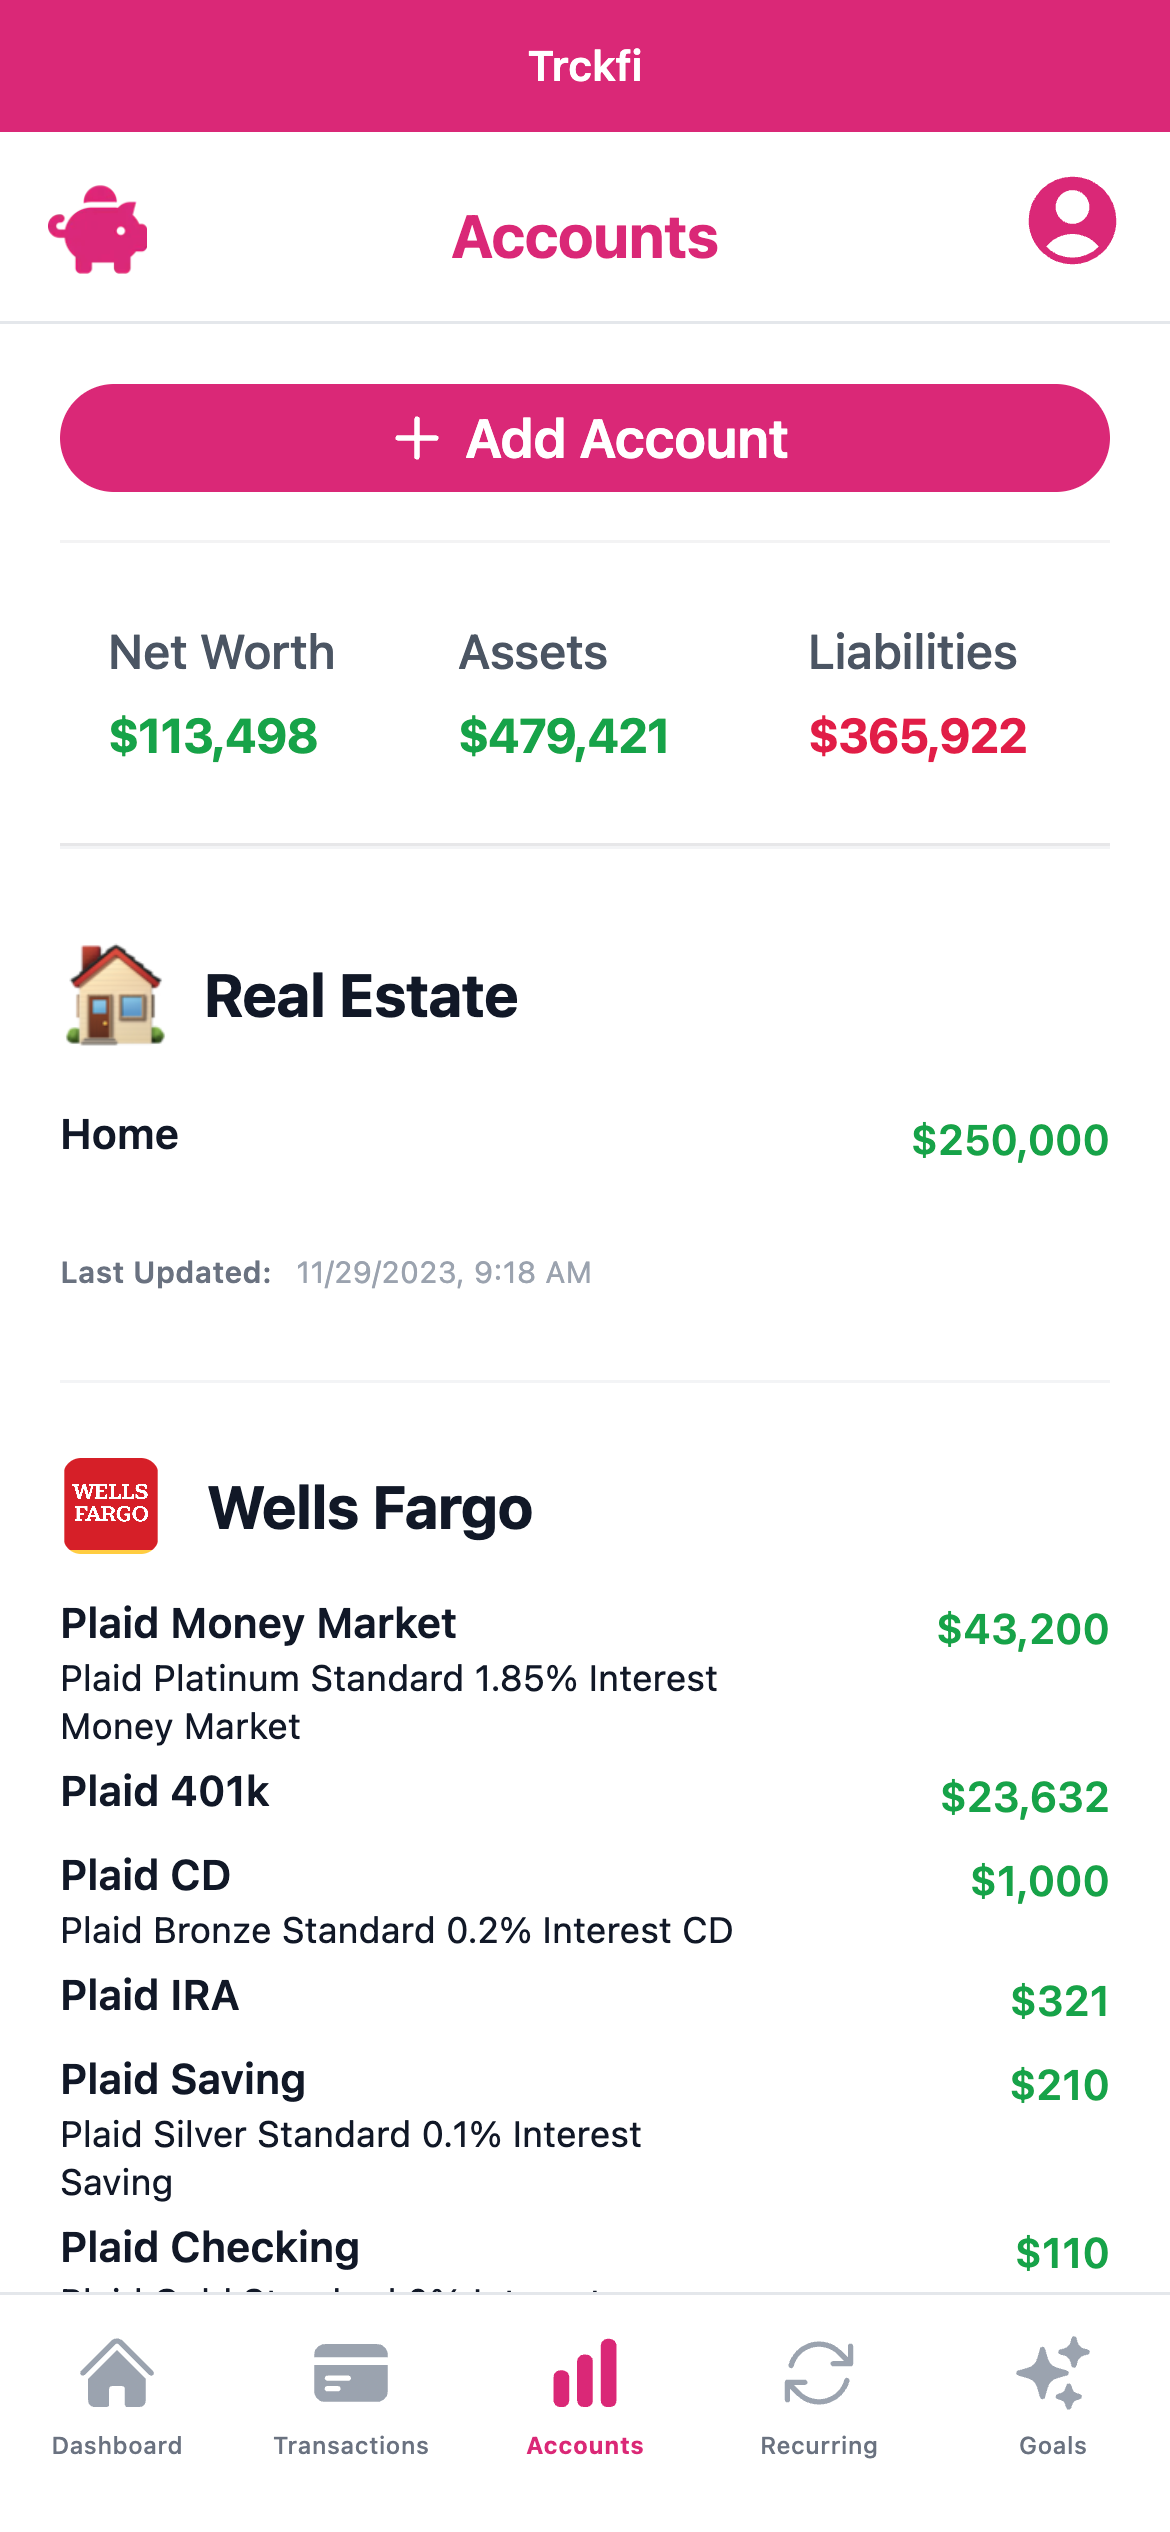 Trckfi
Accounts
+ Add Account
Net Worth Assets Liabilities
$113,498 $479,421 $365,922
Real Estate
Home $250,000
Last Updated: 11/29/2023, 9:18 AM
WELLS
FARGO
Wells Fargo
Plaid Money Market $43,200
Plaid Platinum Standard 1.85% Interest
Money Market
Plaid 401k $23,632
Plaid CD $1,000
Plaid Bronze Standard 0.2% Interest CD
Plaid IRA $321
Plaid Saving $210
Plaid Silver Standard 0.1% Interest
Saving
Plaid Checking $110
Dashboard Transactions Accounts Recurring Goals